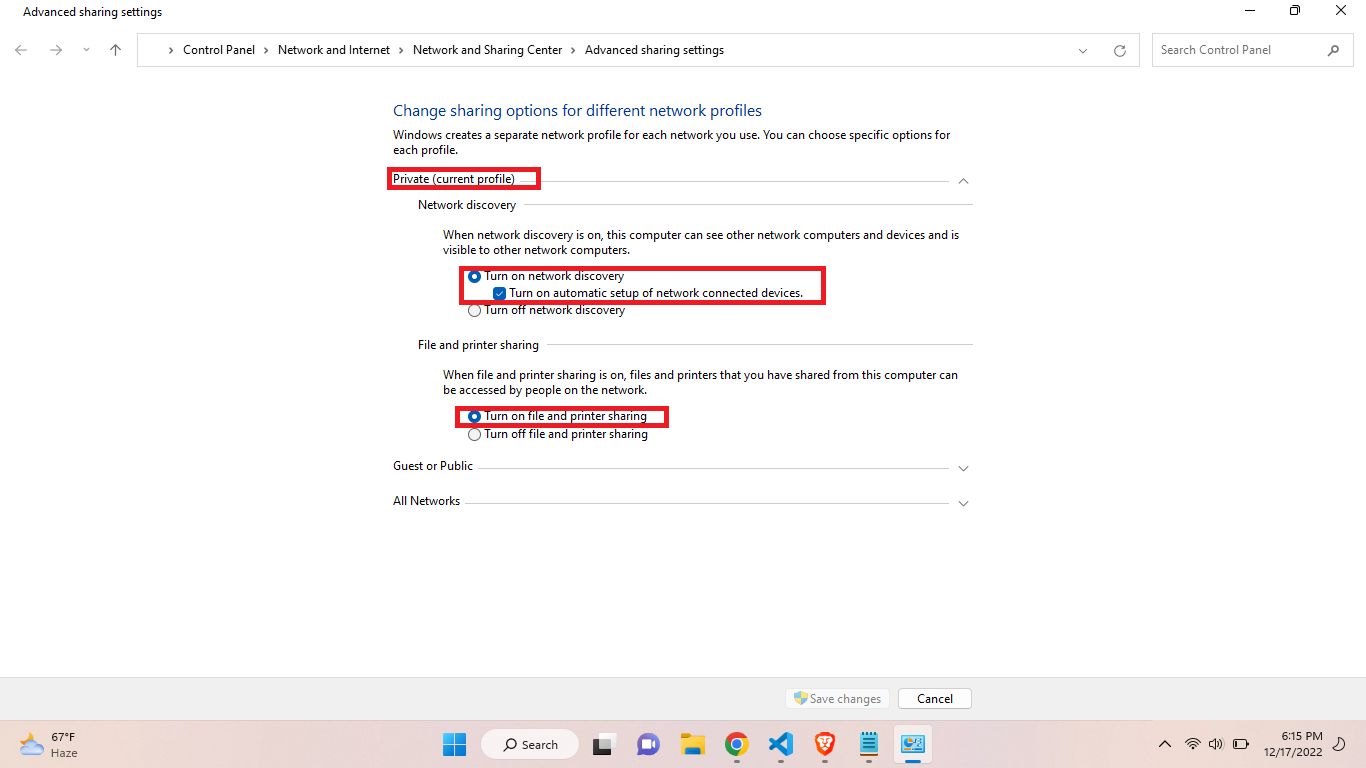 Advanced sharing settings
Control Panel > Network and Internet > Network and Sharing Center > Advanced sharing settings
Search Control Panel
Change sharing options for different network profiles
Windows creates a separate network profile for each network you use. You can choose specific options for
each profile.
Private (current profile)
Network discovery
When network discovery is on, this computer can see other network computers and devices and is
visible to other network computers.
Turn on network discovery
Turn on automatic setup of network connected devices.
Turn off network discovery
File and printer sharing
When file and printer sharing is on, files and printers that you have shared from this computer can
be accessed by people on the network.
Turn on file and printer sharing
Turn off file and printer sharing
Guest or Public
All Networks
Save changes
Cancel
67°F
Haze
Search
6:15 PM
12/17/2022